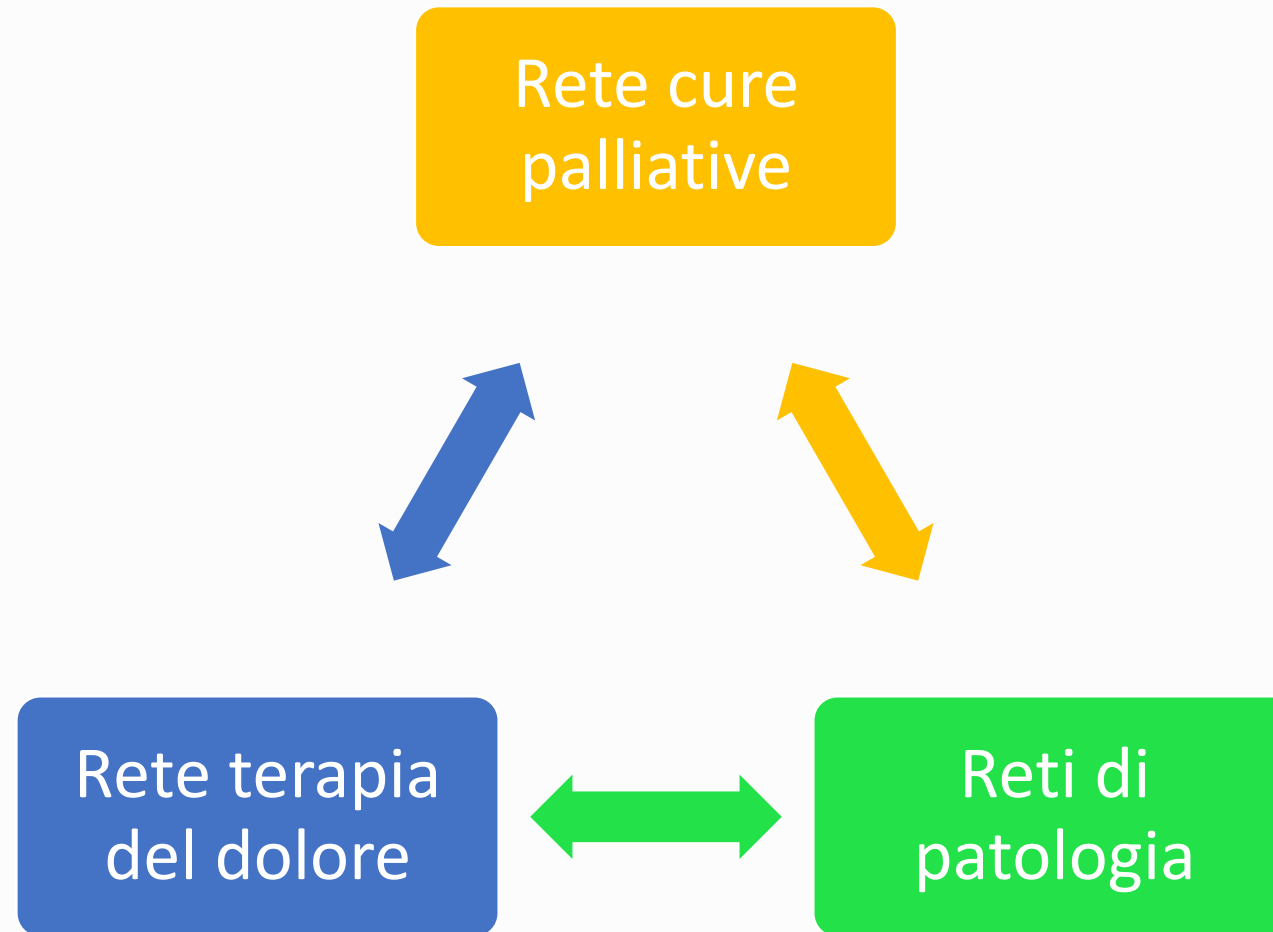 Rete cure
palliative
Rete terapia
del dolore
Reti di
patologia